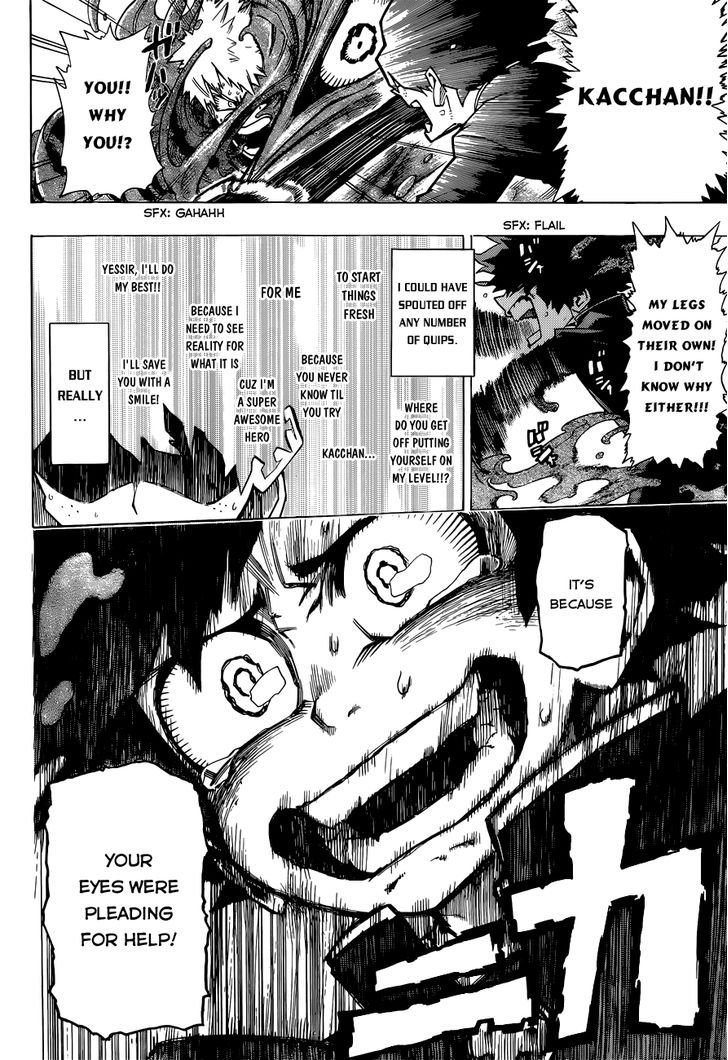 KACCHAN!!
YOU!!
WHY
YOU!?
ガハッ
SFX: GAHAHH
SFX: FLAIL
MY LEGS
MOVED ON
THEIR OWN!
I DON'T
KNOW WHY
EITHER!!!
I COULD HAVE
SPOUTED OFF
ANY NUMBER
OF QUIPS.
TO START
THINGS
FRESH
FOR ME
YESSIR, I'LL DO
MY BEST!!
BECAUSE I
NEED TO SEE
REALITY FOR
WHAT IT IS
BECAUSE
YOU NEVER
KNOW TIL
YOU TRY
WHERE
DO YOU GET
OFF PUTTING
YOURSELF ON
MY LEVEL!!?
KACCHAN...
CUZ I'M
A SUPER
AWESOME
HERO
I'LL SAVE
YOU WITH A
SMILE!
BUT
REALLY
...
IT'S
BECAUSE
YOUR
EYES WERE
PLEADING
FOR HELP!